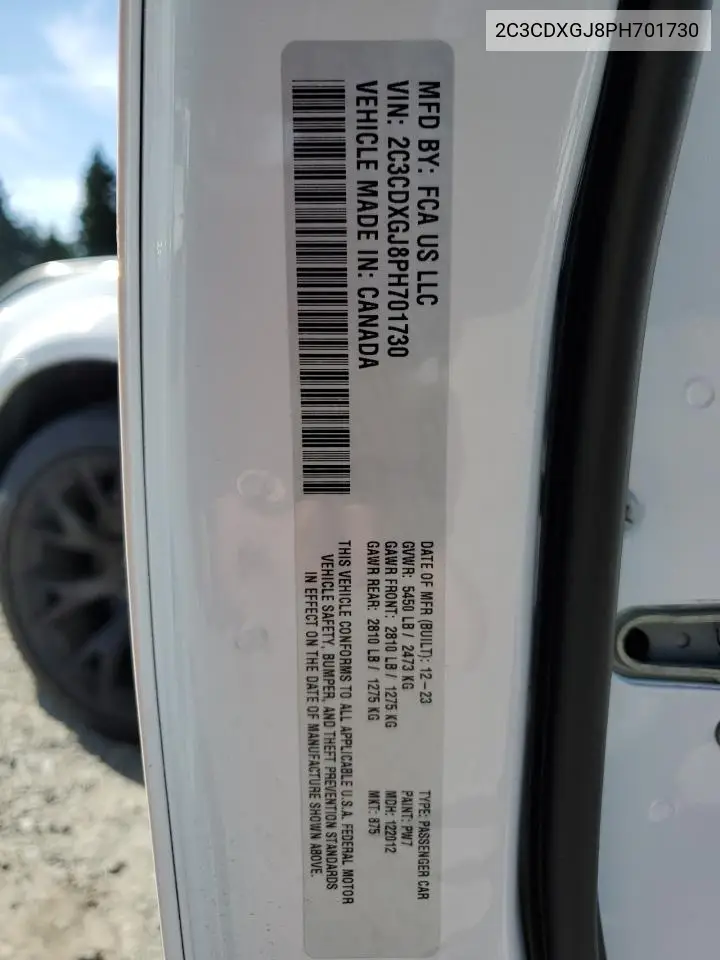 2C3CDXGJ8PH701730
MFD BY: FCA US LLC
VIN: 2C3CDXGJ8PH701730
VEHICLE MADE IN: CANADA
DATE OF MFR (BUILT): 12-23
GVWR: 5450 LB / 2473 KG
GAWR FRONT: 2810 LB / 1275 KG
GAWR REAR: 2810 LB / 1275 KG
TYPE: PASSENGER CAR
PAINT: PW7
MDH: 122012
MKT: 875
THIS VEHICLE CONFORMS TO ALL APPLICABLE U.S.A. FEDERAL MOTOR
VEHICLE SAFETY, BUMPER, AND THEFT PREVENTION STANDARDS
IN EFFECT ON THE DATE OF MANUFACTURE SHOWN ABOVE.